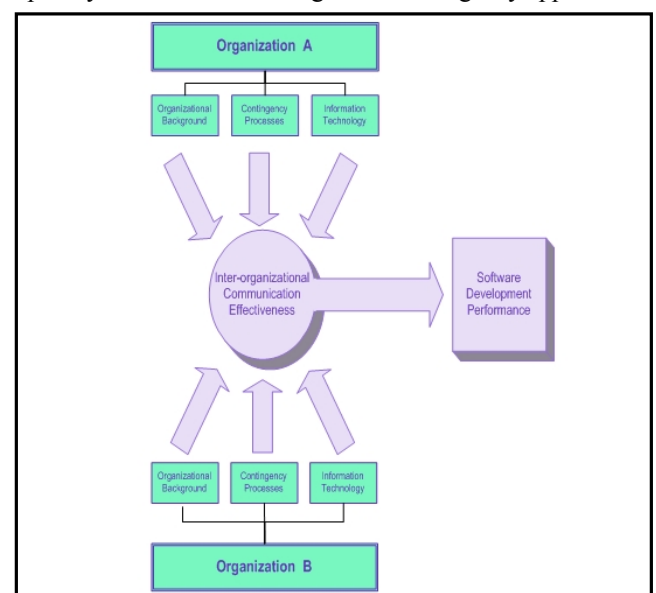 Organization A
Organizational
Background
Contingency
Processes
Information
Technology
Inter-organizational
Communication
Effectiveness
Software
Development
Performance
Organizational
Background
Contingency
Processes
Information
Technology
Organization B